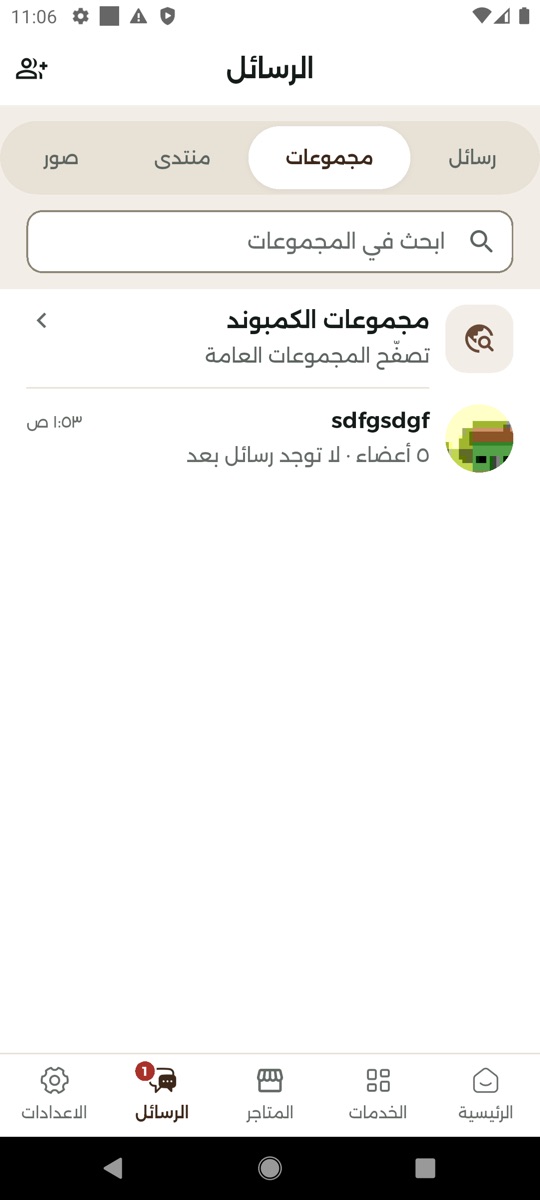 11:06
الرسائل
رسائل
مجموعات
منتدى
صور
ابحث في المجموعات
مجموعات الكمبوند
تصفّح المجموعات العامة
sdfgsdgf
١:٥٣ ص
٥ أعضاء · لا توجد رسائل بعد
الرئيسية
الخدمات
المتاجر
1
الرسائل
الاعدادات